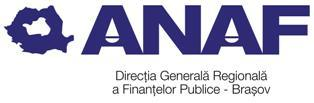 ANAF
Direcția Generală Regională
a Finanțelor Publice - Brașov